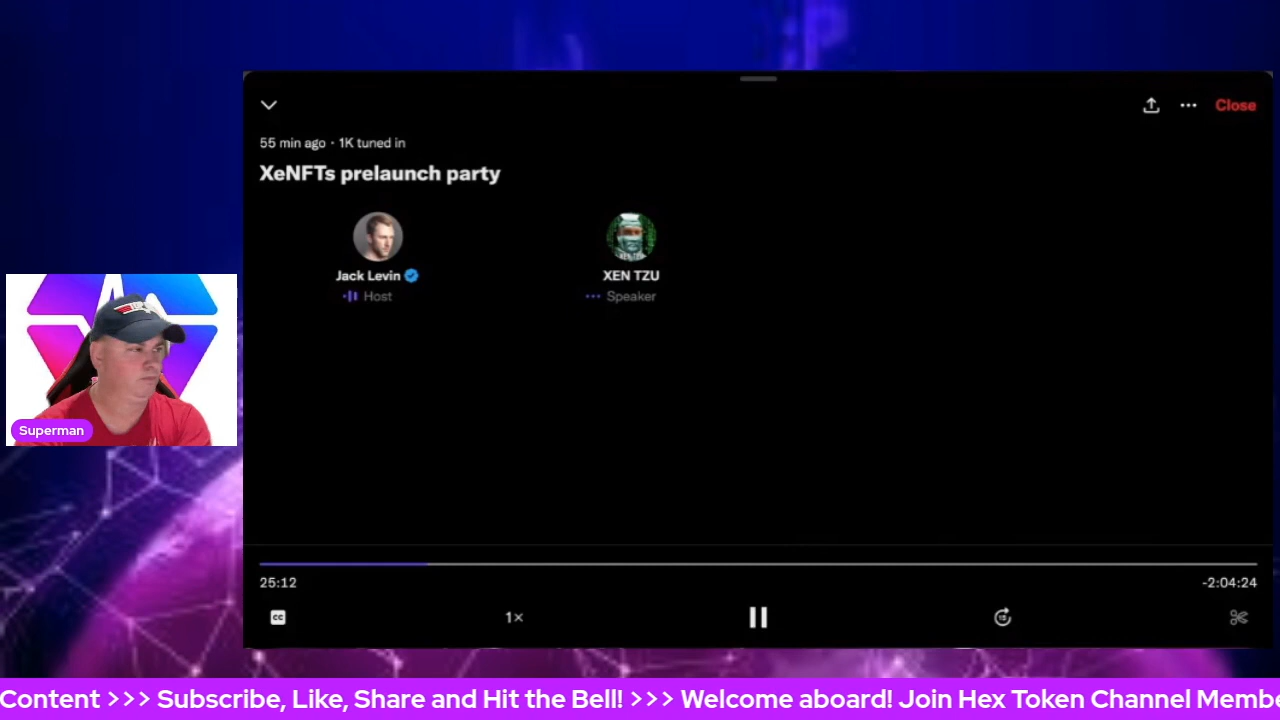 Close
55 min ago · 1K tuned in
XeNFTs prelaunch party
Jack Levin
XEN TZU
Host
Speaker
Superman
25:12
-2:04:24
CC
1×
15
Content >>> Subscribe, Like, Share and Hit the Bell! >>> Welcome aboard! Join Hex Token Channel Membe